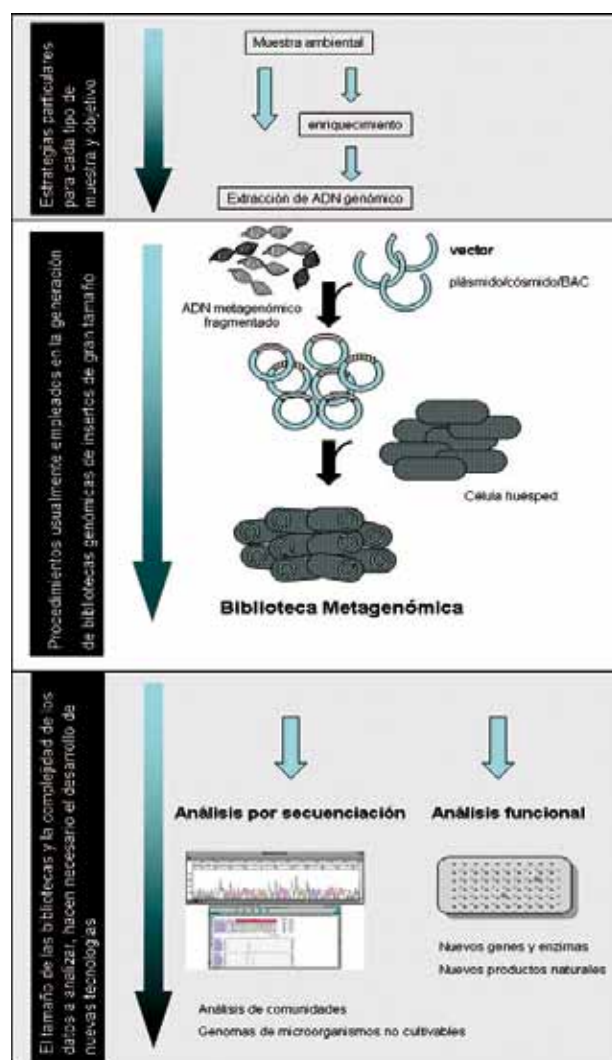 Estrategias particulares
para cada tipo de
muestra y objetivo
Muestra ambiental
enriquecimiento
Extracción de ADN genómico
Procedimientos usualmente empleados en la generación
de bibliotecas genómicas de insertos de gran tamaño
vector
plásmido/cósmido/BAC
ADN metagenómico
fragmentado
Célula huésped
Biblioteca Metagenómica
El tamaño de las bibliotecas y la complejidad de los
datos a analizar, hacen necesario el desarrollo de
nuevas tecnologías
Análisis por secuenciación
Análisis funcional
Nuevos genes y enzimas
Nuevos productos naturales
Análisis de comunidades
Genomas de microorganismos no cultivables